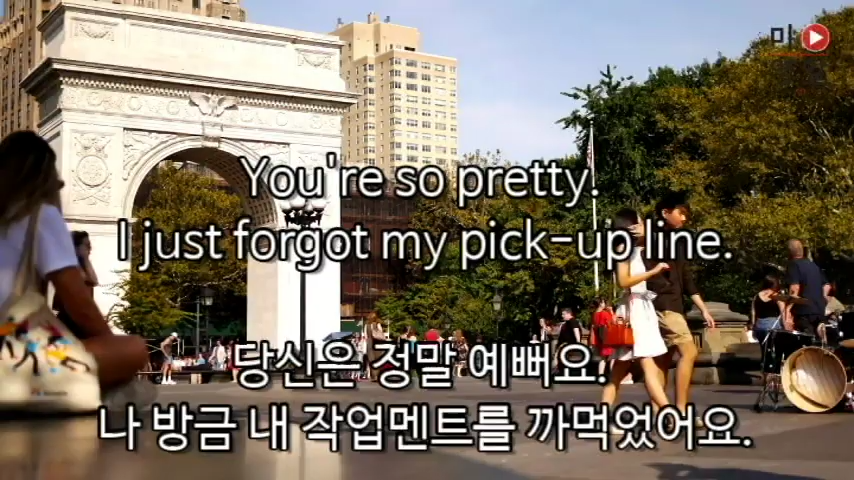 미
You're so pretty.
I just forgot my pick-up line.
당신은 정말 예뻐요.
나 방금 내 작업멘트를 까먹었어요.